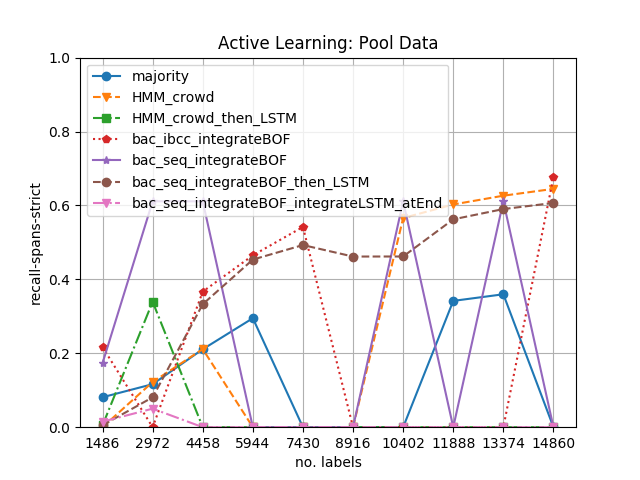 Active Learning: Pool Data
1.0
0.8
0.6
0.4
0.2
0.0
recall-spans-strict
majority
HMM_crowd
HMM_crowd_then_LSTM
bac_ibcc_integrateBOF
bac_seq_integrateBOF
bac_seq_integrateBOF_then_LSTM
bac_seq_integrateBOF_integrateLSTM_atEnd
1486 2972 4458 5944 7430 8916 10402 11888 13374 14860
no. labels